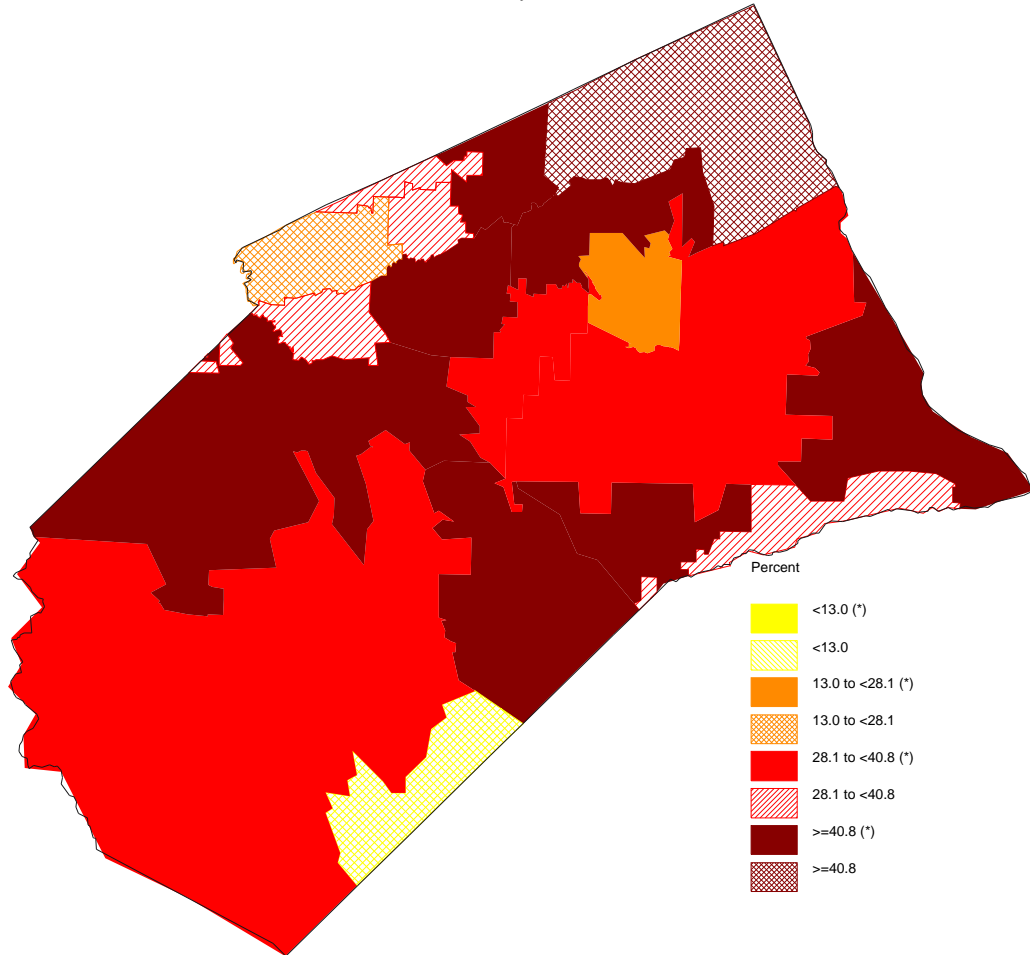 Percent
<13.0 (*)
<13.0
13.0 to <28.1 (*)
13.0 to <28.1
28.1 to <40.8 (*)
28.1 to <40.8
>=40.8 (*)
>=40.8